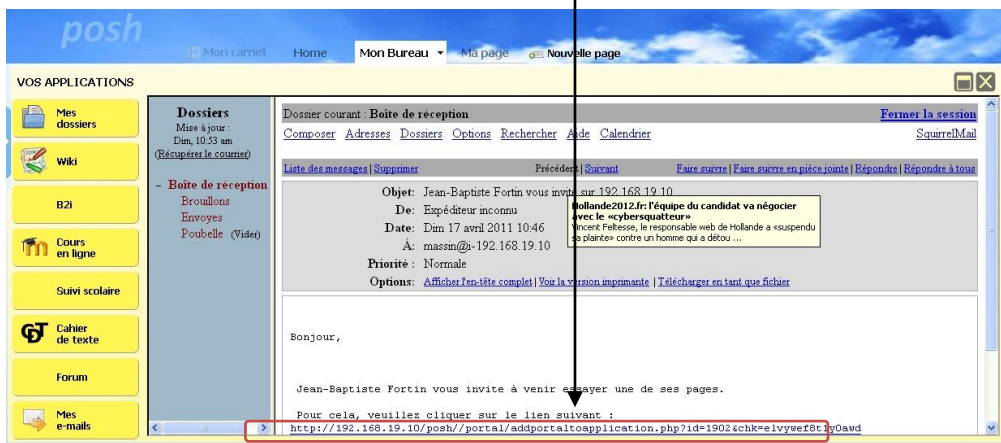 posh
Mon carnet Home Mon Bureau Ma page Nouvelle page
VOS APPLICATIONS
Mes
dossiers
Wiki
B2i
Cours
en ligne
Suivi scolaire
Cahier
de texte
Forum
Mes
e-mails
Dossiers
Mise à jour :
Dim, 10:53 am
(Récupérer le courrier)
– Boîte de réception
Brouillons
Envoyes
Poubelle (Vider)
Dossier courant : Boîte de réception Fermer la session
Composer Adresses Dossiers Options Rechercher Aide Calendrier SquirrelMail
Liste des messages | Supprimer Précédent | Suivant Faire suivre | Faire suivre en pièce jointe | Répondre | Répondre à tous
Objet: Jean-Baptiste Fortin vous invite sur 192.168.19.10
De: Expéditeur inconnu
Date: Dim 17 avril 2011 10:46
À: massin@i-192.168.19.10
Priorité : Normale
Options: Afficher l'en-tête complet | Voir la version imprimante | Télécharger en tant que fichier
Hollande2012.fr: l'équipe du candidat va négocier
avec le «cybersquatteur»
Vincent Feltesse, le responsable web de Hollande a «suspendu
sa plainte» contre un homme qui a détou ...
Bonjour,
Jean-Baptiste Fortin vous invite à venir essayer une de ses pages.
Pour cela, veuillez cliquer sur le lien suivant :
http://192.168.19.10/posh//portal/addportaltoapplication.php?id=1902&chk=elvywef8t1y0awd